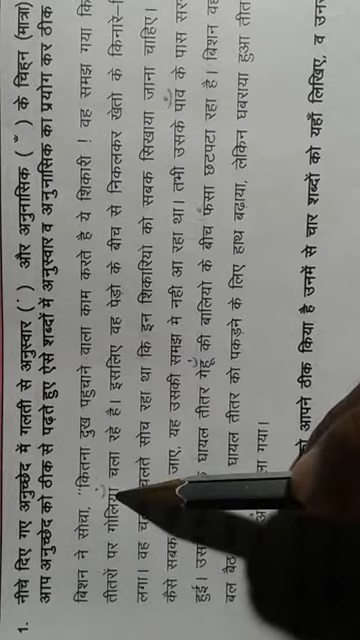 1. नीचे दिए गए अनुच्छेद में गलती से अनुस्वार ( ं ) और अनुनासिक ( ँ ) के चिह्न (मात्रा)
आप अनुच्छेद को ठीक से पढ़ते हुए ऐसे शब्दों में अनुस्वार व अनुनासिक का प्रयोग कर ठीक
बिशन ने सोचा, "कितना दुख पहुचाने वाला काम करते है ये शिकारी ! वह समझ गया कि
तीतरों पर गोलियाँ चला रहे है। इसलिए वह पेड़ो के बीच से निकलकर खेतो के किनारे-
लगा। वह चलते सोच रहा था कि इन शिकारियो को सबक सिखाया जाना चाहिए।
कैसे सबक जाए, यह उसकी समझ मे नही आ रहा था। तभी उसके पाँव के पास
हुई। घायल तीतर गेहूँ की बालियो के बीच फंसा छटपटा रहा है। बिशन
बल घायल तीतर को पकड़ने के लिए हाथ बढ़ाया, लेकिन घबराया हुआ
गया।
को आपने ठीक किया है उनमें से चार शब्दों को यहाँ लिखिए, व